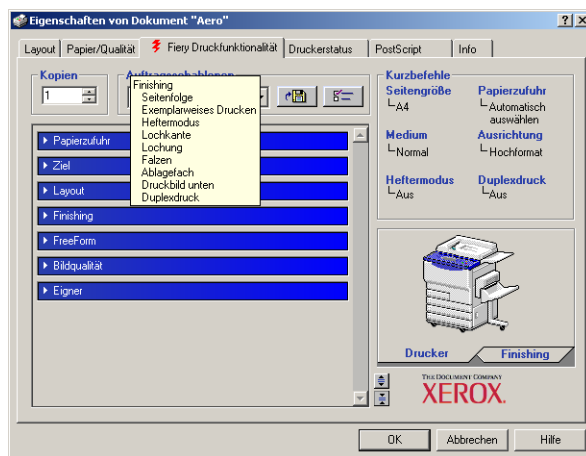 Eigenschaften von Dokument "Aero"
Layout
Papier/Qualität
Fiery Druckfunktionalität
Druckerstatus
PostScript
Info
Kopien
1
Finishing
Seitenfolge
Exemplarweises Drucken
Heftermodus
Lochkante
Lochung
Falzen
Ablagefach
Druckbild unten
Duplexdruck
Papierzufuhr
Ziel
Layout
Finishing
FreeForm
Bildqualität
Eigner
Kurzbefehle
Seitengröße
A4
Papierzufuhr
Automatisch
auswählen
Medium
Normal
Ausrichtung
Hochformat
Heftermodus
Aus
Duplexdruck
Aus
Drucker
Finishing
THE DOCUMENT COMPANY
XEROX.
OK
Abbrechen
Hilfe